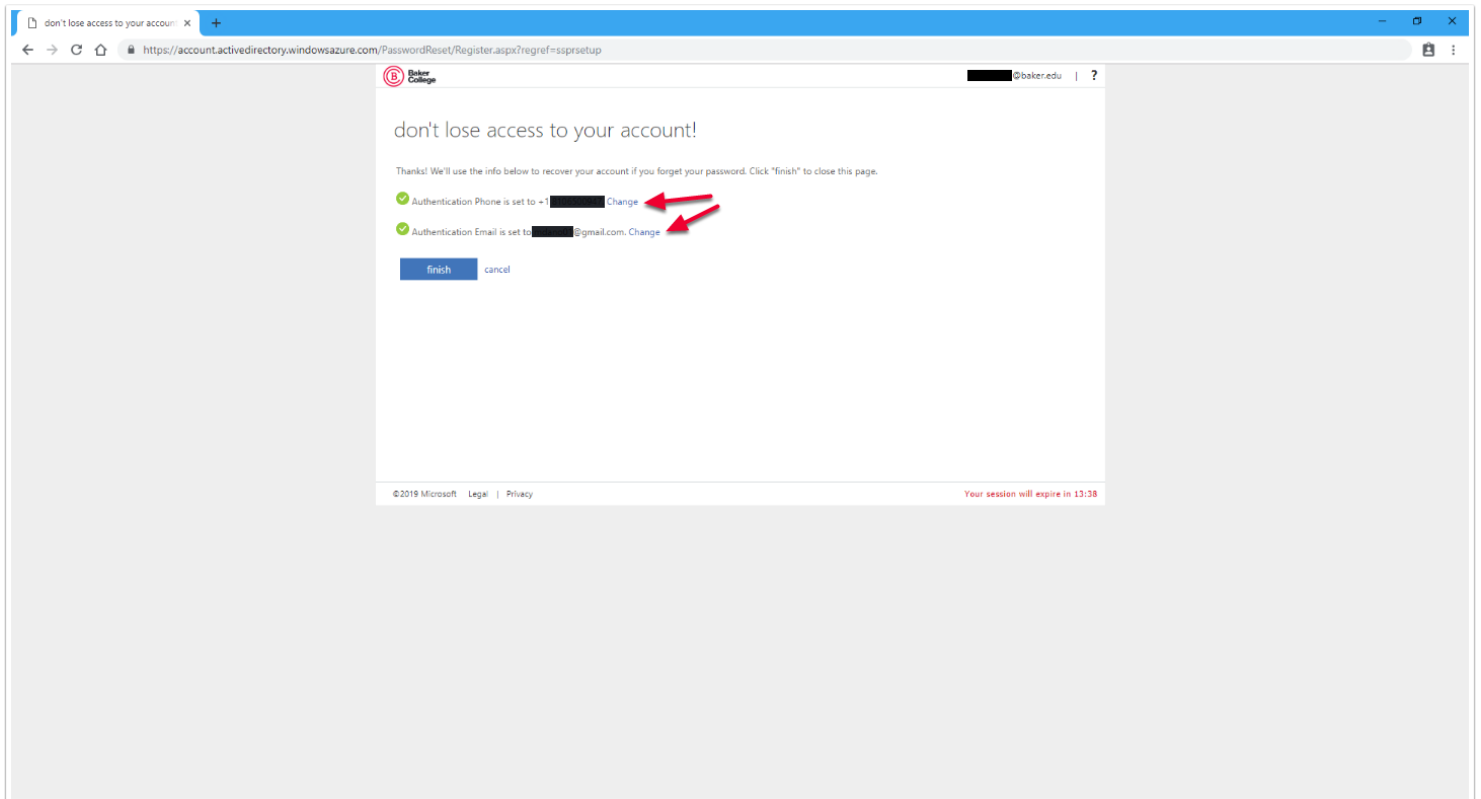 don't lose access to your accoun
https://account.activedirectory.windowsazure.com/PasswordReset/Register.aspx?regref=ssprsetup
B Baker College
@baker.edu | ?
don't lose access to your account!
Thanks! We'll use the info below to recover your account if you forget your password. Click "finish" to close this page.
Authentication Phone is set to +1 Change
Authentication Email is set to @gmail.com. Change
finish cancel
©2019 Microsoft Legal | Privacy
Your session will expire in 13:38